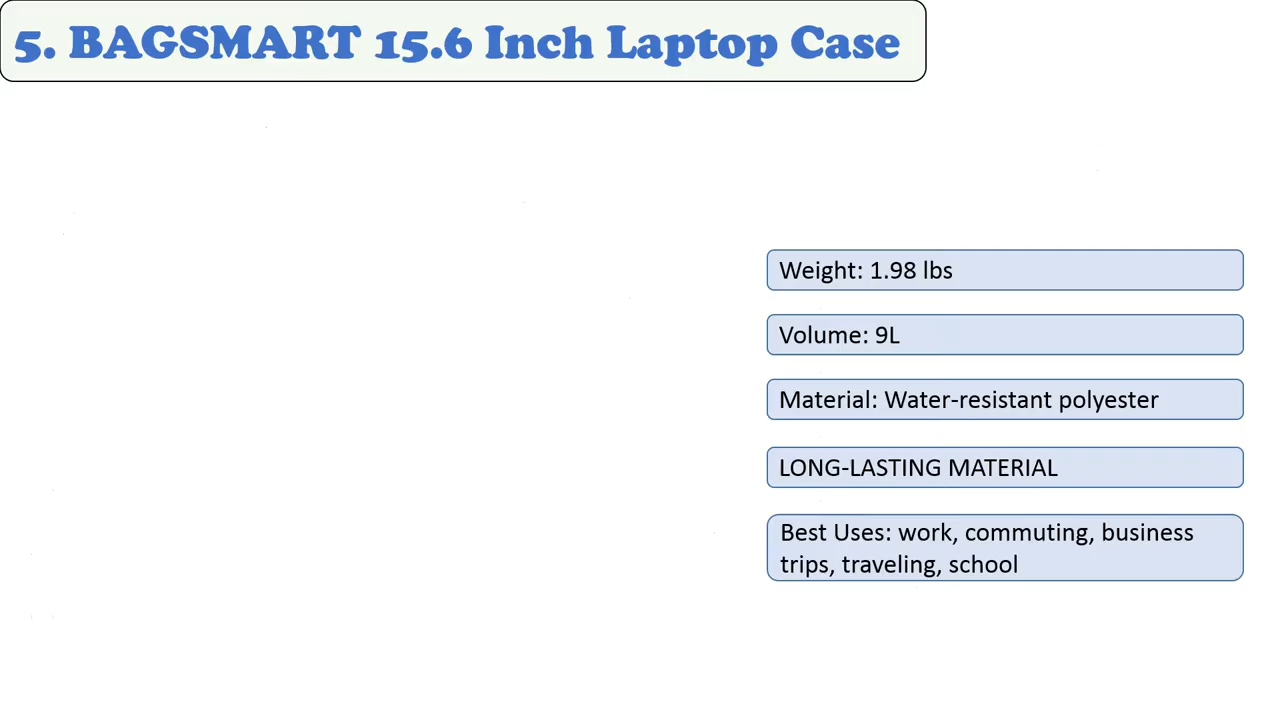 5. BAGSMART 15.6 Inch Laptop Case
Weight: 1.98 lbs
Volume: 9L
Material: Water-resistant polyester
LONG-LASTING MATERIAL
Best Uses: work, commuting, business
trips, traveling, school